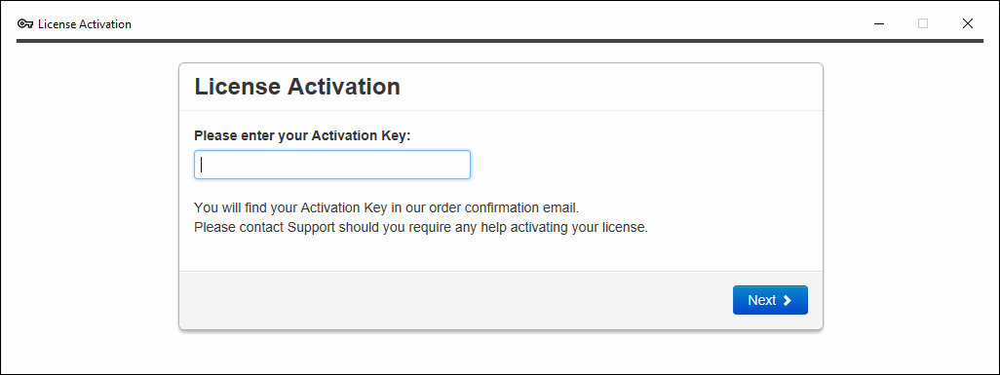 License Activation
License Activation
Please enter your Activation Key:
You will find your Activation Key in our order confirmation email.
Please contact Support should you require any help activating your license.
Next